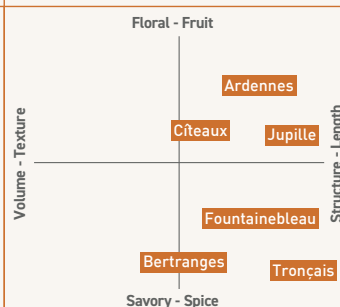 Floral - Fruit
Ardennes
Cîteaux
Jupille
Volume - Texture
Structure - Length
Fountainebleau
Bertranges
Tronçais
Savory - Spice